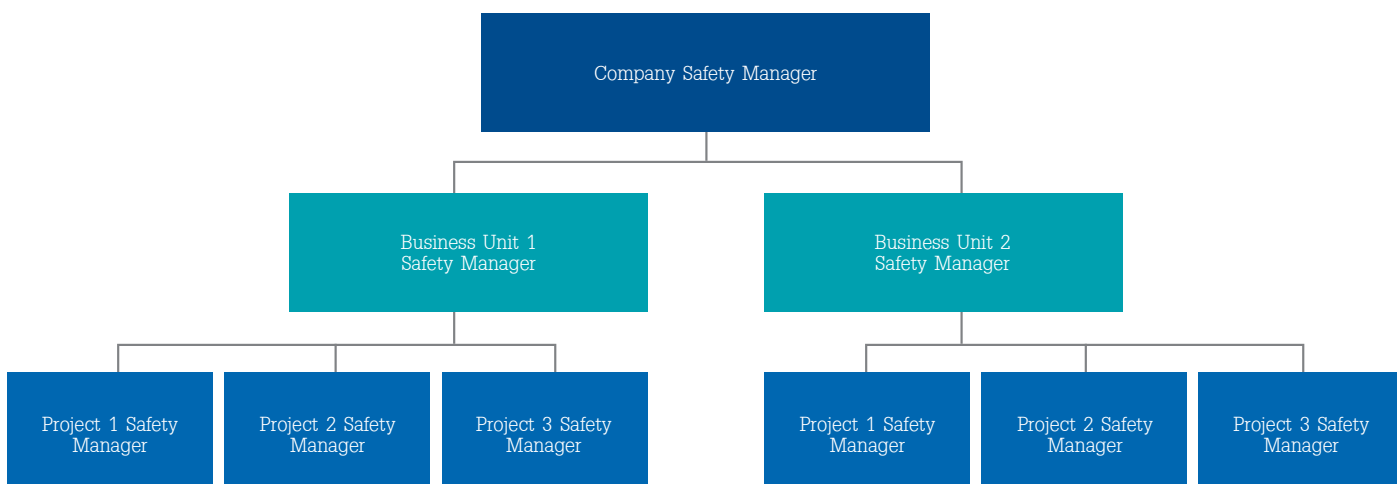 Company Safety Manager
Business Unit 1
Safety Manager
Business Unit 2
Safety Manager
Project 1 Safety
Manager
Project 2 Safety
Manager
Project 3 Safety
Manager
Project 1 Safety
Manager
Project 2 Safety
Manager
Project 3 Safety
Manager